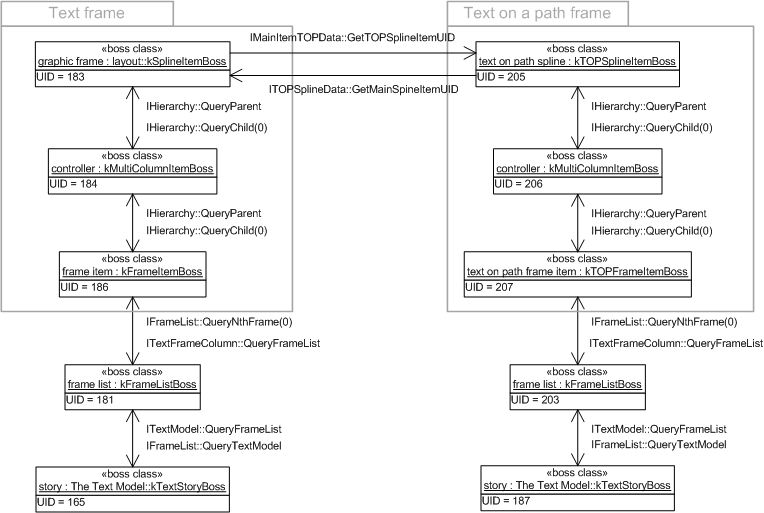 Text frame
Text on a path frame
«boss class»
graphic frame : layout::kSplineItemBoss
UID = 183
IMainItemTOPData::GetTOPSplineItemUID
ITOPSplineData::GetMainSpineItemUID
«boss class»
text on path spline : kTOPSplineItemBoss
UID = 205
IHierarchy::QueryParent
IHierarchy::QueryChild(0)
IHierarchy::QueryParent
IHierarchy::QueryChild(0)
«boss class»
controller : kMultiColumnItemBoss
UID = 184
«boss class»
controller : kMultiColumnItemBoss
UID = 206
IHierarchy::QueryParent
IHierarchy::QueryChild(0)
IHierarchy::QueryParent
IHierarchy::QueryChild(0)
«boss class»
frame item : kFrameItemBoss
UID = 186
«boss class»
text on path frame item : kTOPFrameItemBoss
UID = 207
IFrameList::QueryNthFrame(0)
ITextFrameColumn::QueryFrameList
IFrameList::QueryNthFrame(0)
ITextFrameColumn::QueryFrameList
«boss class»
frame list : kFrameListBoss
UID = 181
«boss class»
frame list : kFrameListBoss
UID = 203
ITextModel::QueryFrameList
IFrameList::QueryTextModel
ITextModel::QueryFrameList
IFrameList::QueryTextModel
«boss class»
story : The Text Model::kTextStoryBoss
UID = 165
«boss class»
story : The Text Model::kTextStoryBoss
UID = 187